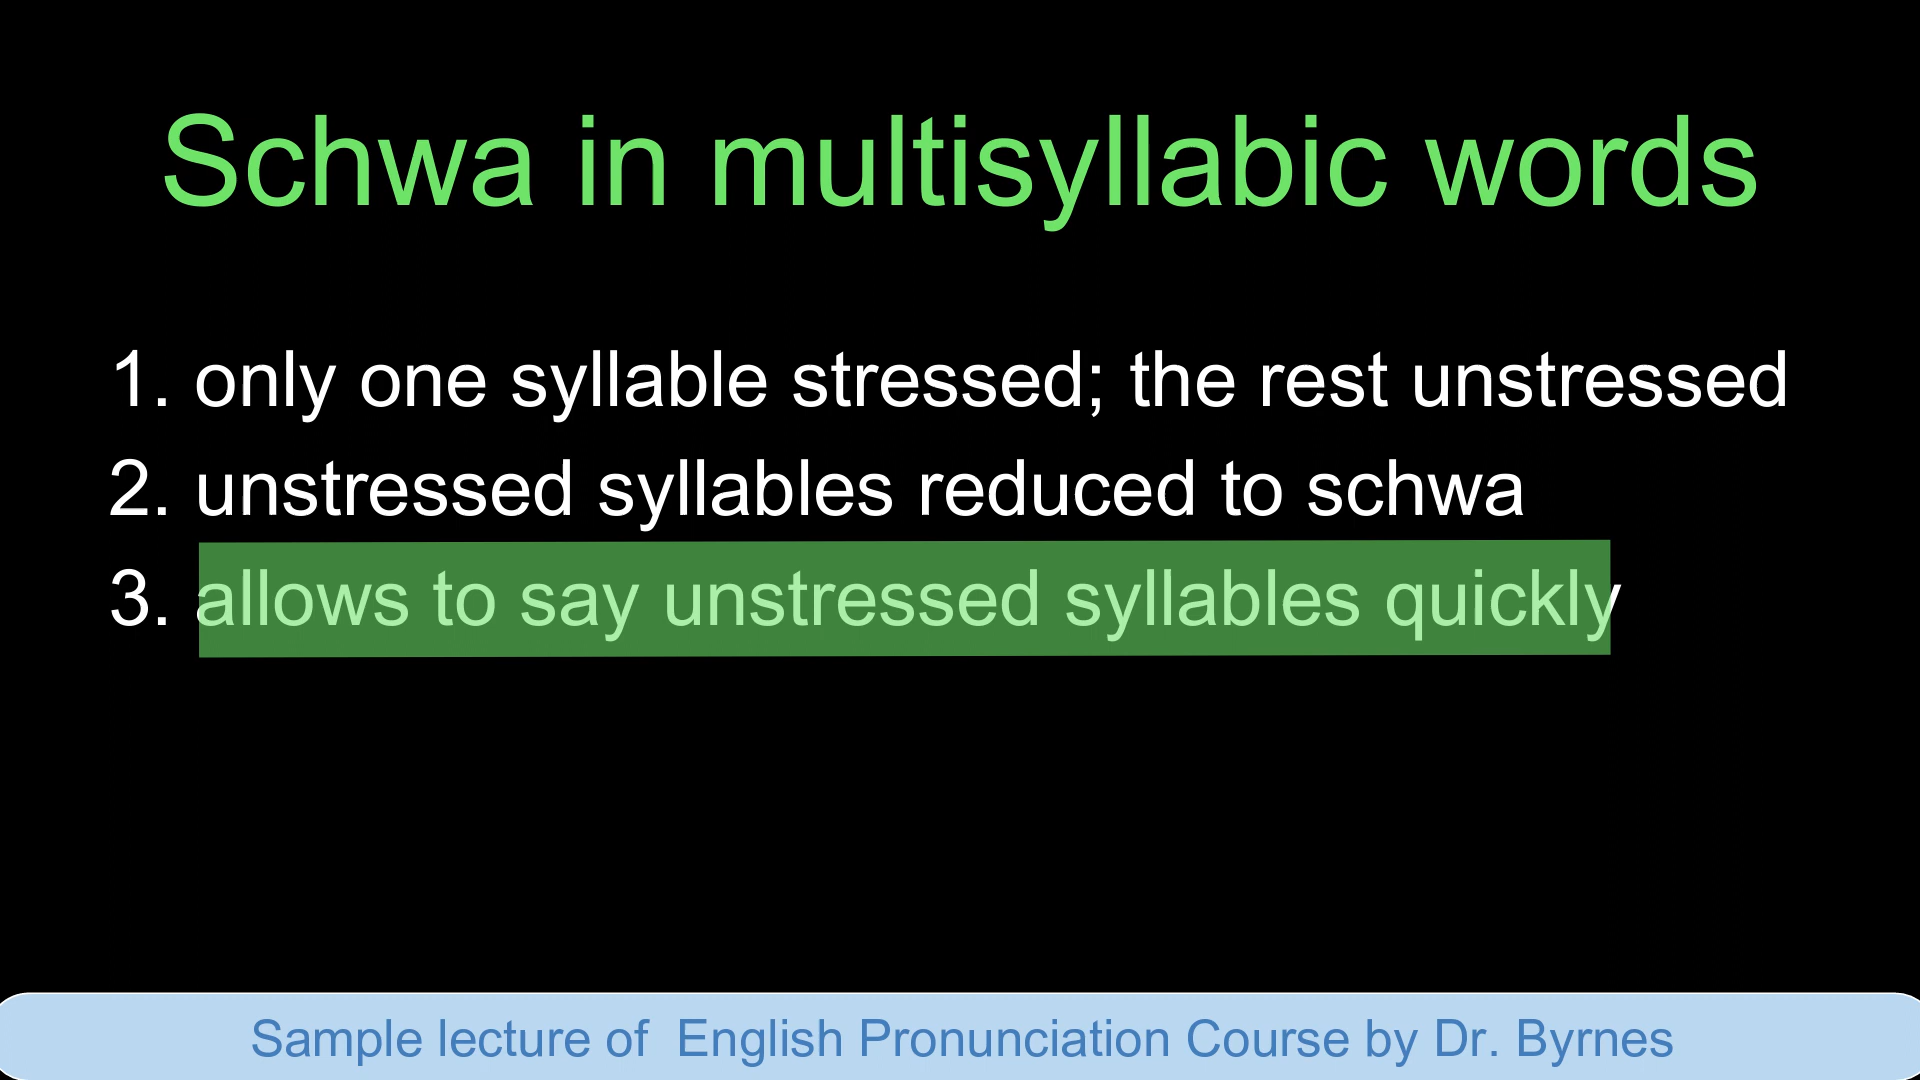 Schwa in multisyllabic words
1. only one syllable stressed; the rest unstressed
2. unstressed syllables reduced to schwa
3. allows to say unstressed syllables quickly
Sample lecture of  English Pronunciation Course by Dr. Byrnes